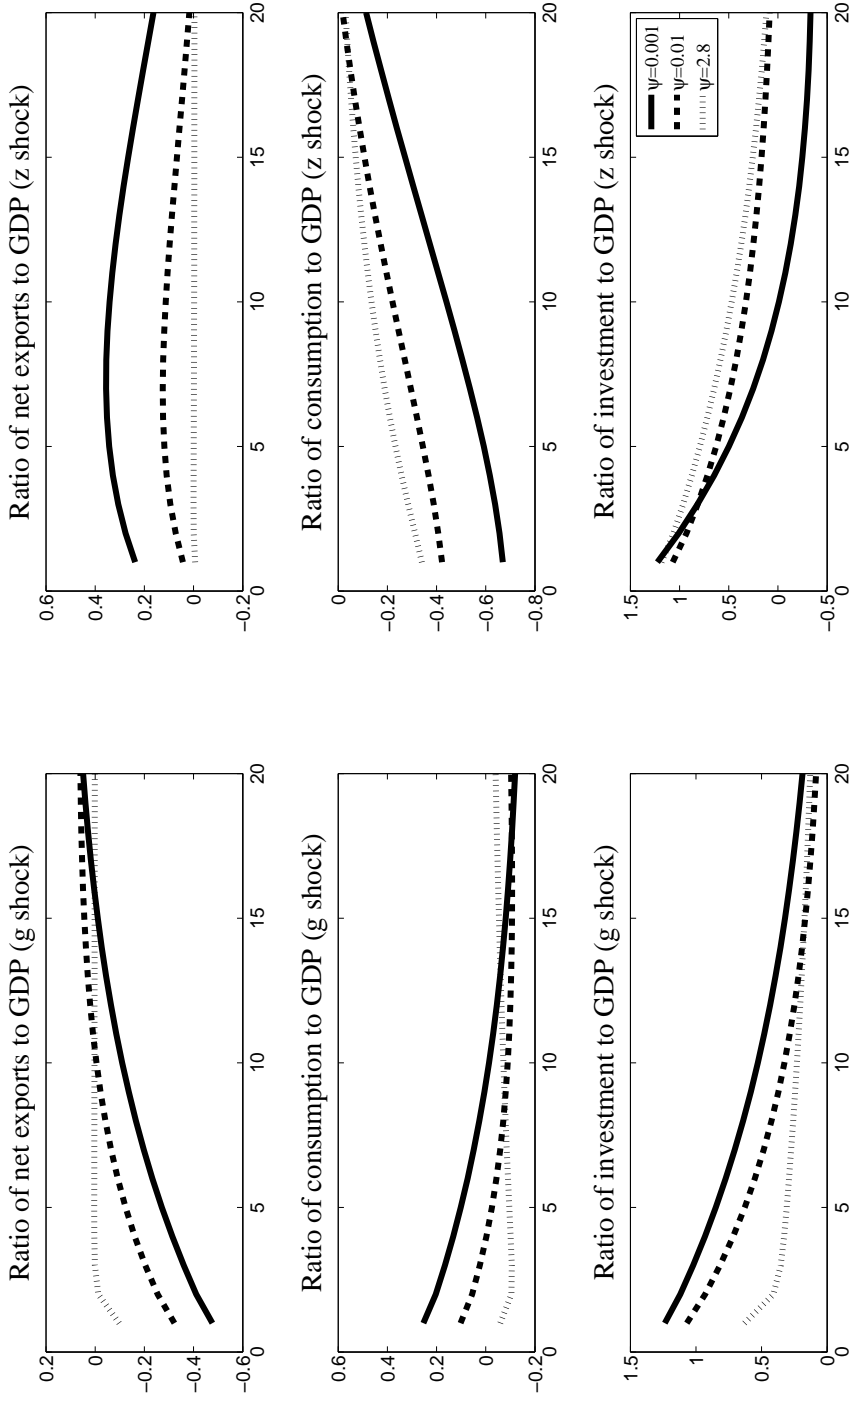 Ratio of net exports to GDP (g shock)
0.2
0
−0.2
−0.4
−0.6
0 5 10 15 20
Ratio of net exports to GDP (z shock)
0.6
0.4
0.2
0
−0.2
0 5 10 15 20
Ratio of consumption to GDP (g shock)
0.6
0.4
0.2
0
−0.2
0 5 10 15 20
Ratio of consumption to GDP (z shock)
0
−0.2
−0.4
−0.6
−0.8
0 5 10 15 20
Ratio of investment to GDP (g shock)
1.5
1
0.5
0
0 5 10 15 20
Ratio of investment to GDP (z shock)
1.5
1
0.5
0
−0.5
0 5 10 15 20
ψ=0.001
ψ=0.01
ψ=2.8